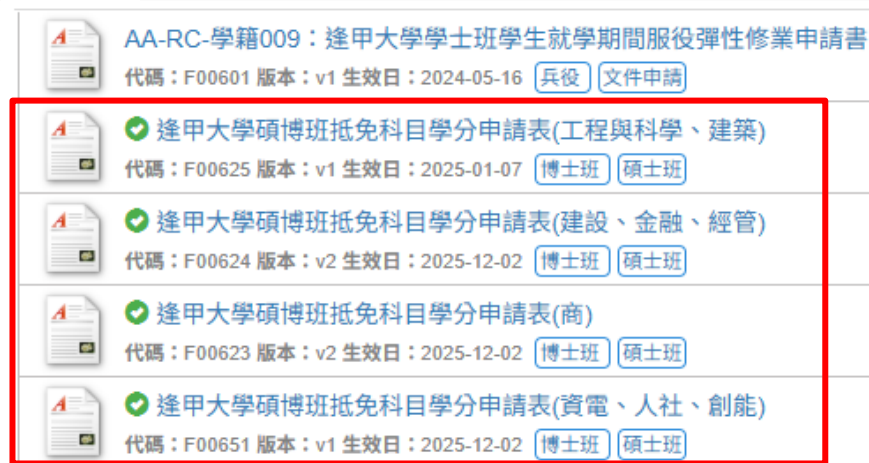 AA-RC-學籍009：逢甲大學學士班學生就學期間服役彈性修業申請書
代碼：F00601 版本：v1 生效日：2024-05-16 兵役 文件申請
逢甲大學碩博班抵免科目學分申請表(工程與科學、建築)
代碼：F00625 版本：v1 生效日：2025-01-07 博士班 碩士班
逢甲大學碩博班抵免科目學分申請表(建設、金融、經管)
代碼：F00624 版本：v2 生效日：2025-12-02 博士班 碩士班
逢甲大學碩博班抵免科目學分申請表(商)
代碼：F00623 版本：v2 生效日：2025-12-02 博士班 碩士班
逢甲大學碩博班抵免科目學分申請表(資電、人社、創能)
代碼：F00651 版本：v1 生效日：2025-12-02 博士班 碩士班